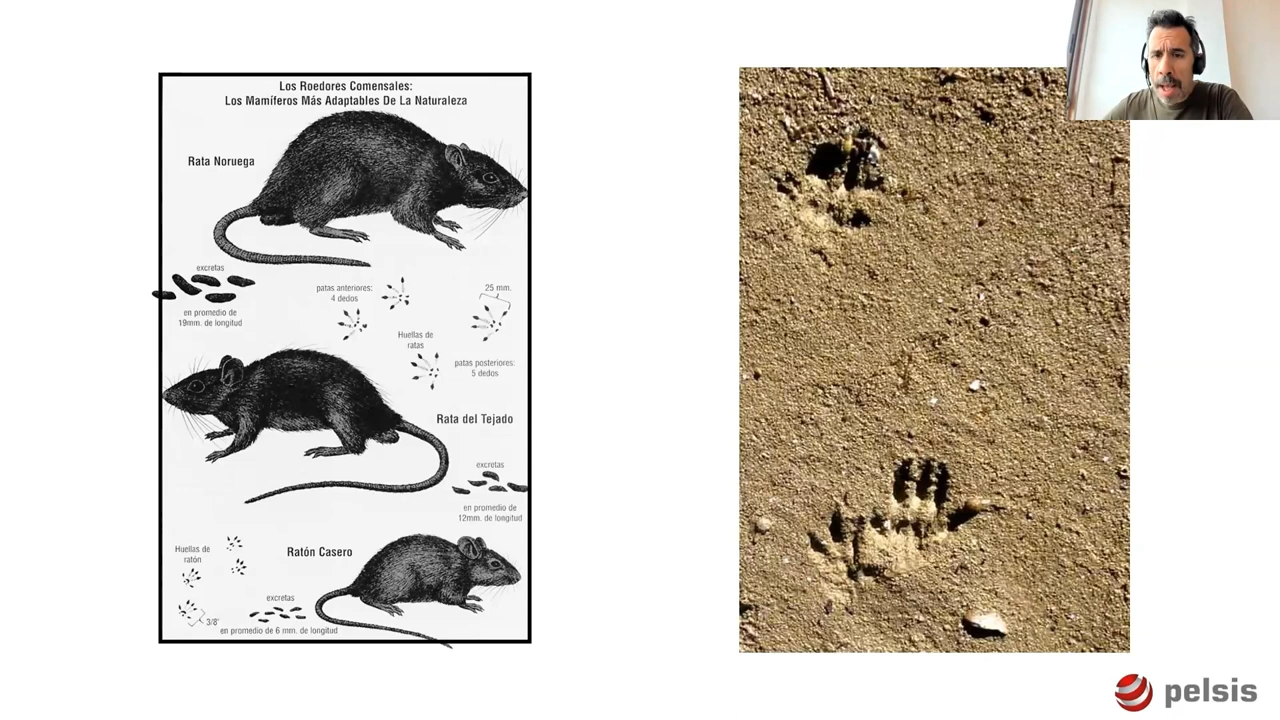 Los Roedores Comensales:
Los Mamíferos Más Adaptables De La Naturaleza
Rata Noruega
excretas
en promedio de
19mm. de longitud
patas anteriores:
4 dedos
25 mm.
Huellas de
ratas
patas posteriores:
5 dedos
Rata del Tejado
excretas
en promedio de
12mm. de longitud
Huellas de
ratón
Ratón Casero
excretas
3/8"
en promedio de 6 mm. de longitud
pelsis